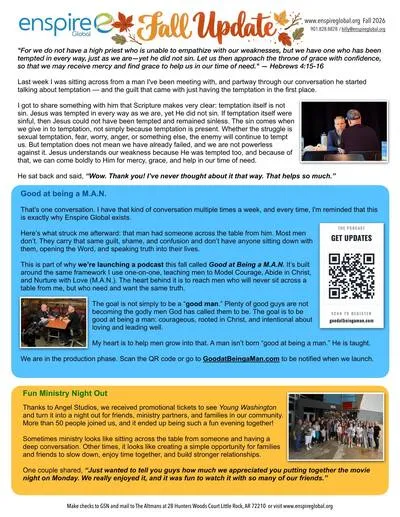 enspire
Global
Fall Update
www.enspireglobal.org Fall 2026
901.828.8828 / billy@enspireglobal.org
"For we do not have a high priest who is unable to empathize with our weaknesses, but we have one who has been
tempted in every way, just as we are—yet he did not sin. Let us then approach the throne of grace with confidence,
so that we may receive mercy and find grace to help us in our time of need." — Hebrews 4:15-16
Last week I was sitting across from a man I've been meeting with, and partway through our conversation he started
talking about temptation — and the guilt that came with just having the temptation in the first place.
I got to share something with him that Scripture makes very clear: temptation itself is not
sin. Jesus was tempted in every way as we are, yet He did not sin. If temptation itself were
sinful, then Jesus could not have been tempted and remained sinless. The sin comes when
we give in to temptation, not simply because temptation is present. Whether the struggle is
sexual temptation, fear, worry, anger, or something else, the enemy will continue to tempt
us. But temptation does not mean we have already failed, and we are not powerless
against it. Jesus understands our weakness because He was tempted too, and because of
that, we can come boldly to Him for mercy, grace, and help in our time of need.
He sat back and said, "Wow. Thank you! I've never thought about it that way. That helps so much."
Good at being a M.A.N.
That's one conversation. I have that kind of conversation multiple times a week, and every time, I'm reminded that this
is exactly why Enspire Global exists.
Here's what struck me afterward: that man had someone across the table from him. Most men
don't. They carry that same guilt, shame, and confusion and don't have anyone sitting down with
them, opening the Word, and speaking truth into their lives.
This is part of why we're launching a podcast this fall called Good at Being a M.A.N. It's built
around the same framework I use one-on-one, teaching men to Model Courage, Abide in Christ,
and Nurture with Love (M.A.N.). The heart behind it is to reach men who will never sit across a
table from me, but who need and want the same truth.
THE PODCAST
GET UPDATES
SCAN TO REGISTER
goodatbeingaman.com
The goal is not simply to be a "good man." Plenty of good guys are not
becoming the godly men God has called them to be. The goal is to be
good at being a man: courageous, rooted in Christ, and intentional about
loving and leading well.
My heart is to help men grow into that. A man isn't born "good at being a man." He is taught.
We are in the production phase. Scan the QR code or go to GoodatBeingaMan.com to be notified when we launch.
Fun Ministry Night Out
Thanks to Angel Studios, we received promotional tickets to see Young Washington
and turn it into a night out for friends, ministry partners, and families in our community.
More than 50 people joined us, and it ended up being such a fun evening together!
Sometimes ministry looks like sitting across the table from someone and having a
deep conversation. Other times, it looks like creating a simple opportunity for families
and friends to slow down, enjoy time together, and build stronger relationships.
One couple shared, "Just wanted to tell you guys how much we appreciated you putting together the movie
night on Monday. We really enjoyed it, and it was fun to watch it with so many of our friends."
Make checks to GSN and mail to The Altmans at 28 Hunters Woods Court Little Rock, AR 72210 or visit www.enspireglobal.org